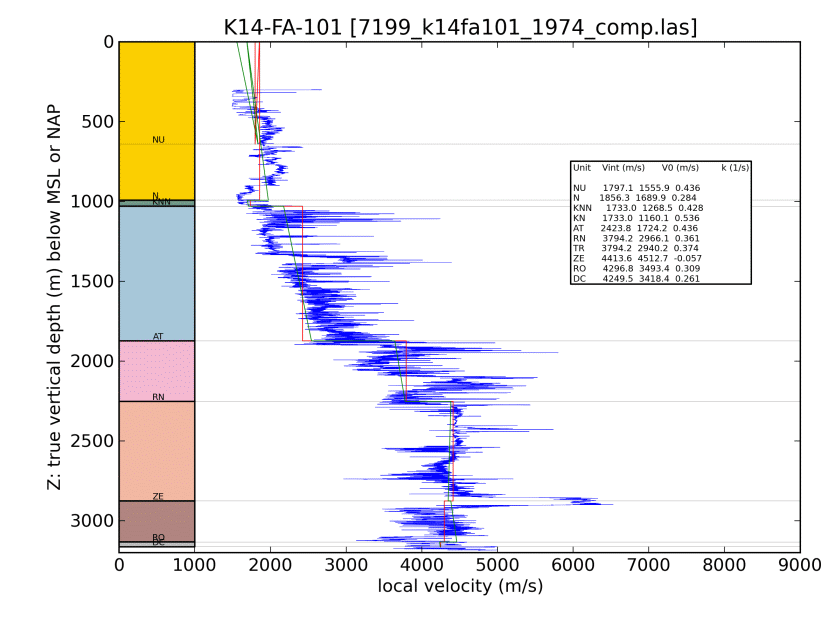 K14-FA-101 [7199_k14fa101_1974_comp.las]
Z: true vertical depth (m) below MSL or NAP
0
500
1000
1500
2000
2500
3000
NU
N
KNN
AT
RN
ZE
RO
DC
Unit Vint (m/s) V0 (m/s) k (1/s)
NU 1797.1 1555.9 0.436
N 1856.3 1689.9 0.284
KNN 1733.0 1268.5 0.428
KN 1733.0 1160.1 0.536
AT 2423.8 1724.2 0.436
RN 3794.2 2966.1 0.361
TR 3794.2 2940.2 0.374
ZE 4413.6 4512.7 -0.057
RO 4296.8 3493.4 0.309
DC 4249.5 3418.4 0.261
0 1000 2000 3000 4000 5000 6000 7000 8000 9000
local velocity (m/s)